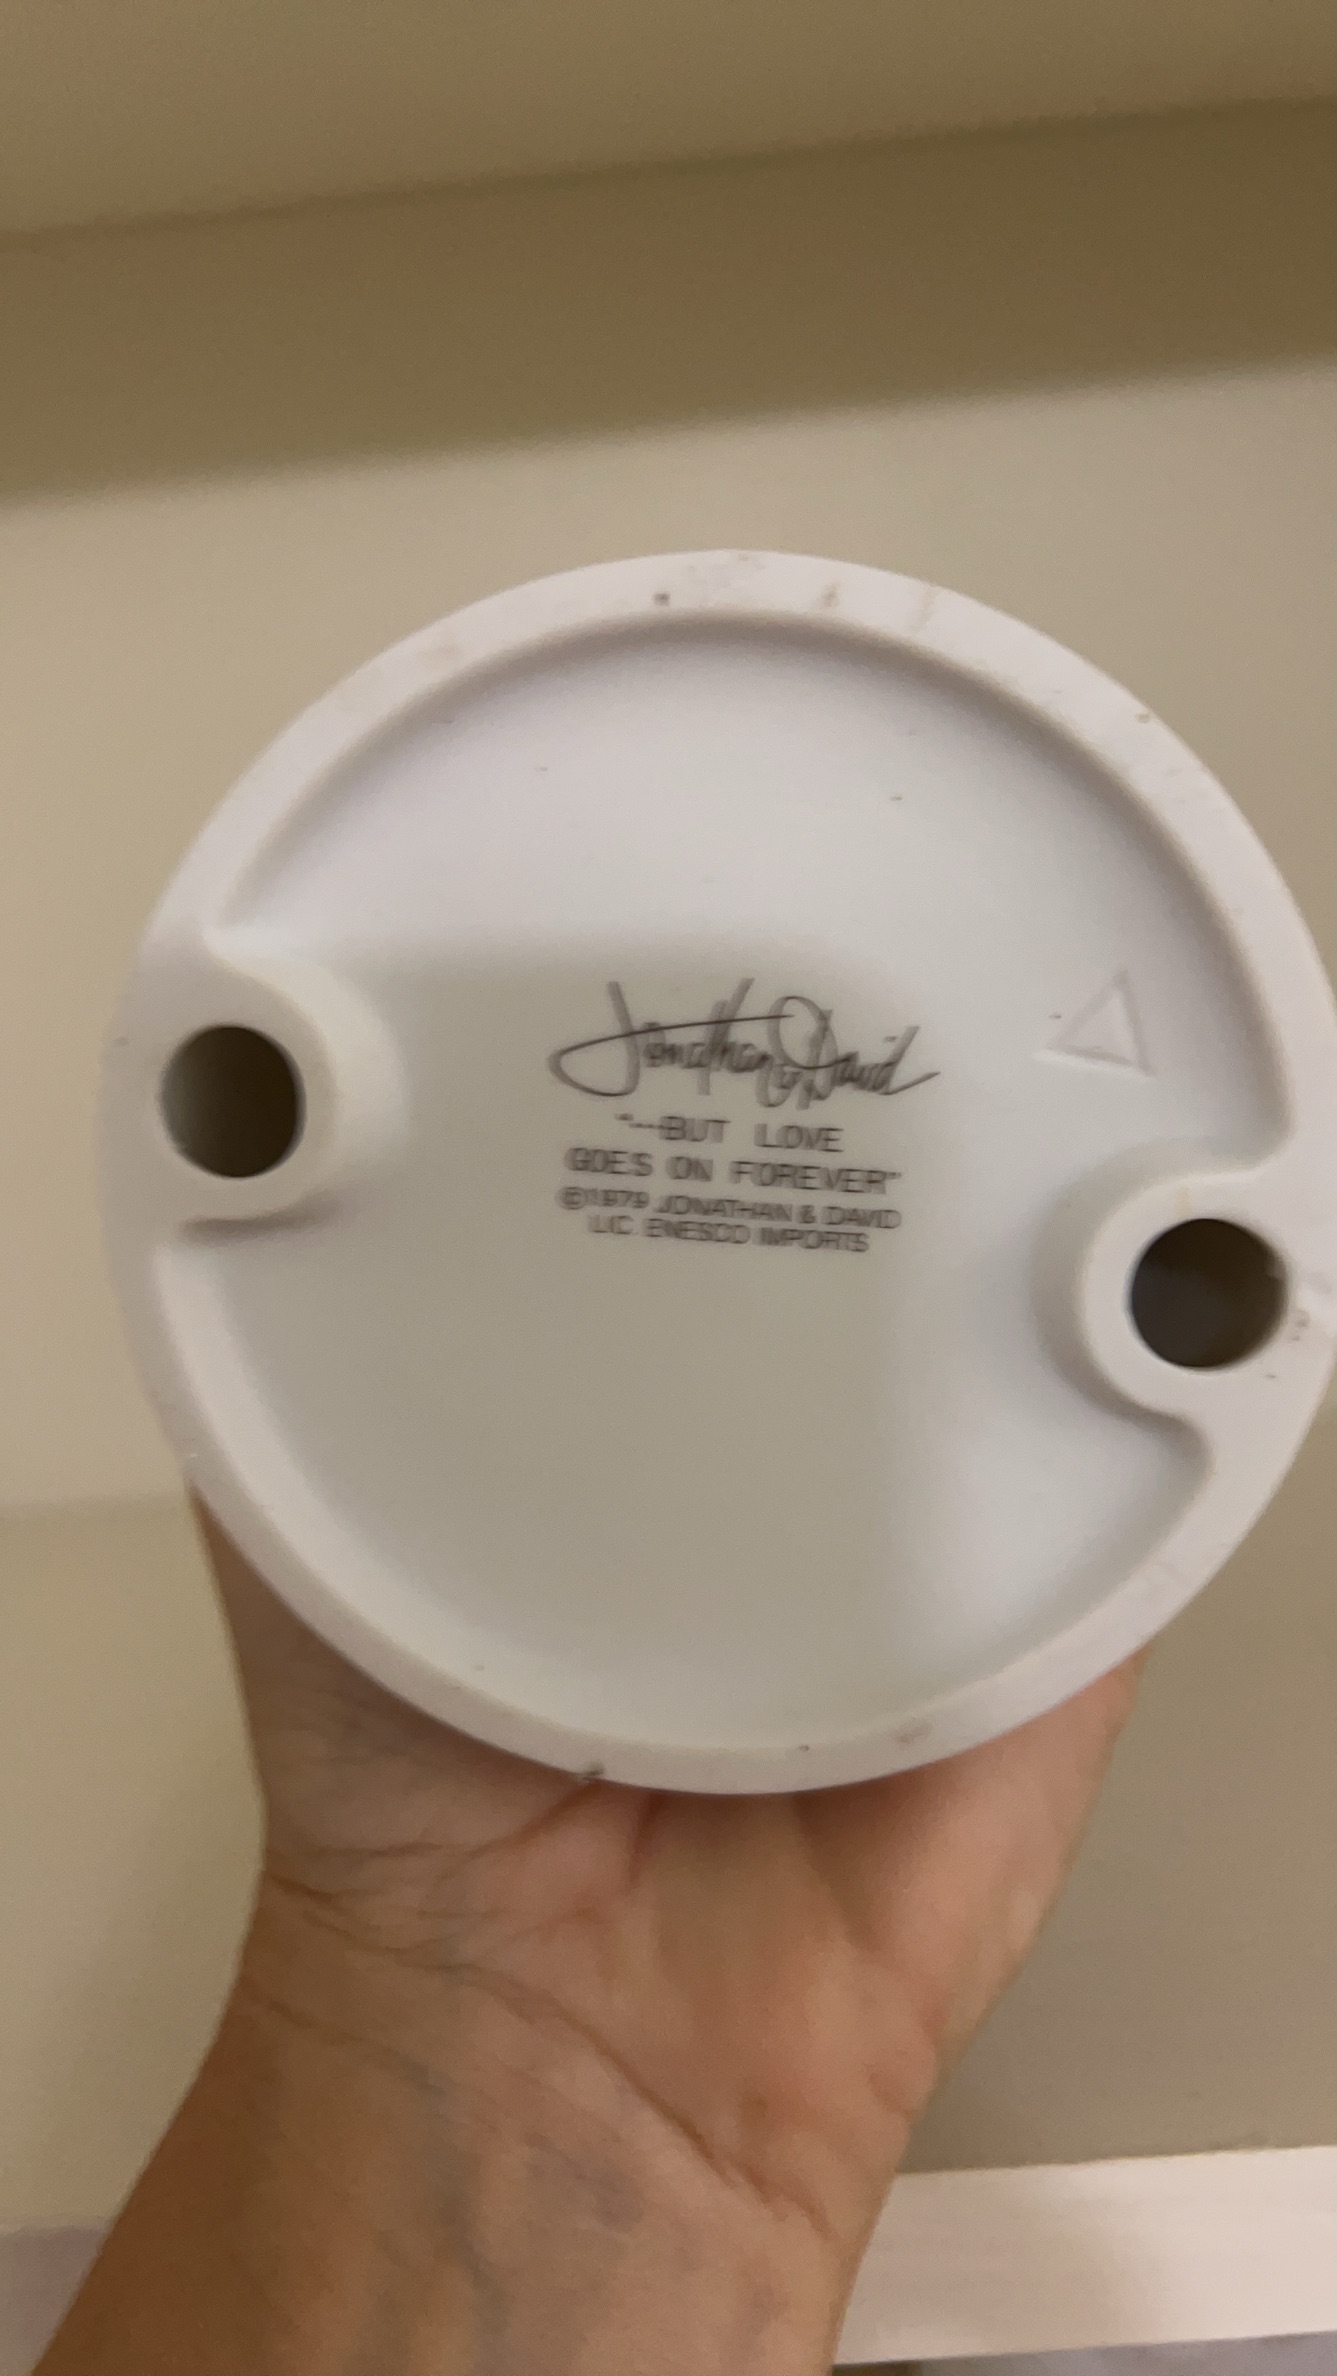 Jonathan & David
"---BUT LOVE
GOES ON FOREVER"
©1979 JONATHAN & DAVID
LIC. ENESCO IMPORTS